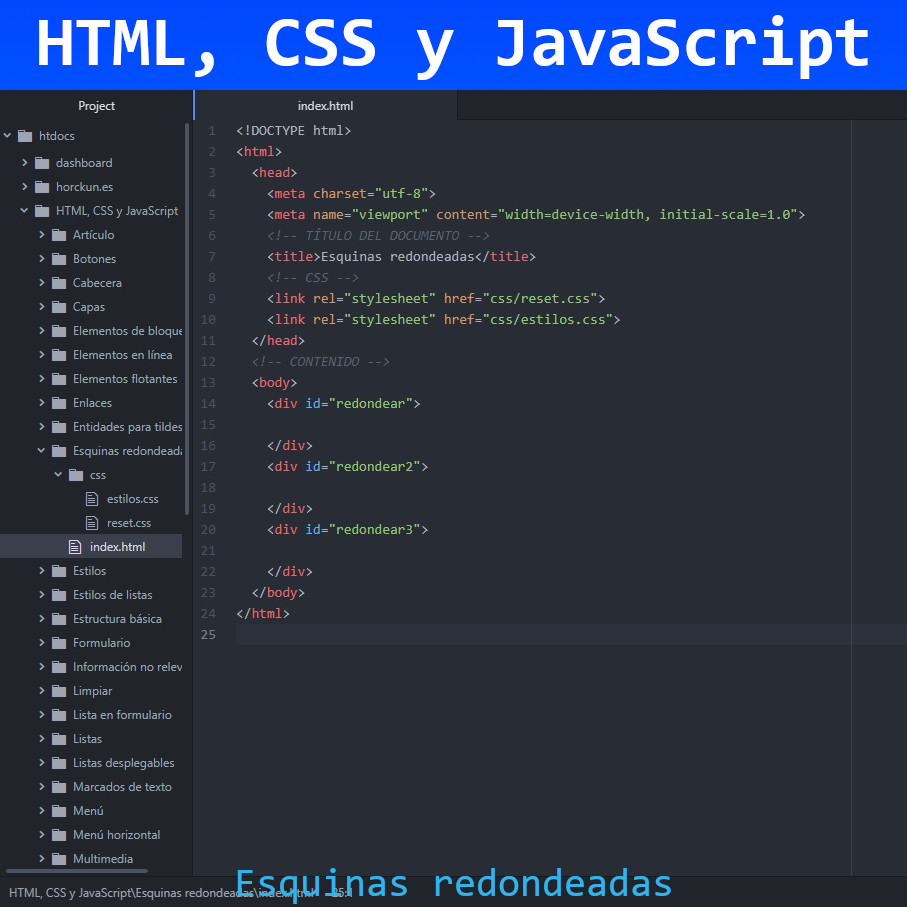 HTML, CSS y JavaScript
Project
htdocs
dashboard
horckun.es
HTML, CSS y JavaScript
Artículo
Botones
Cabecera
Capas
Elementos de bloque
Elementos en línea
Elementos flotantes
Enlaces
Entidades para tildes
Esquinas redondeada
css
estilos.css
reset.css
index.html
Estilos
Estilos de listas
Estructura básica
Formulario
Información no relev
Limpiar
Lista en formulario
Listas
Listas desplegables
Marcados de texto
Menú
Menú horizontal
Multimedia
index.html
1 <!DOCTYPE html>
2 <html>
3 <head>
4 <meta charset="utf-8">
5 <meta name="viewport" content="width=device-width, initial-scale=1.0">
6 <!-- TÍTULO DEL DOCUMENTO -->
7 <title>Esquinas redondeadas</title>
8 <!-- CSS -->
9 <link rel="stylesheet" href="css/reset.css">
10 <link rel="stylesheet" href="css/estilos.css">
11 </head>
12 <!-- CONTENIDO -->
13 <body>
14 <div id="redondear">
15
16 </div>
17 <div id="redondear2">
18
19 </div>
20 <div id="redondear3">
21
22 </div>
23 </body>
24 </html>
25
HTML, CSS y JavaScript\Esquinas redondeadas\index.html 25:1
Esquinas redondeadas